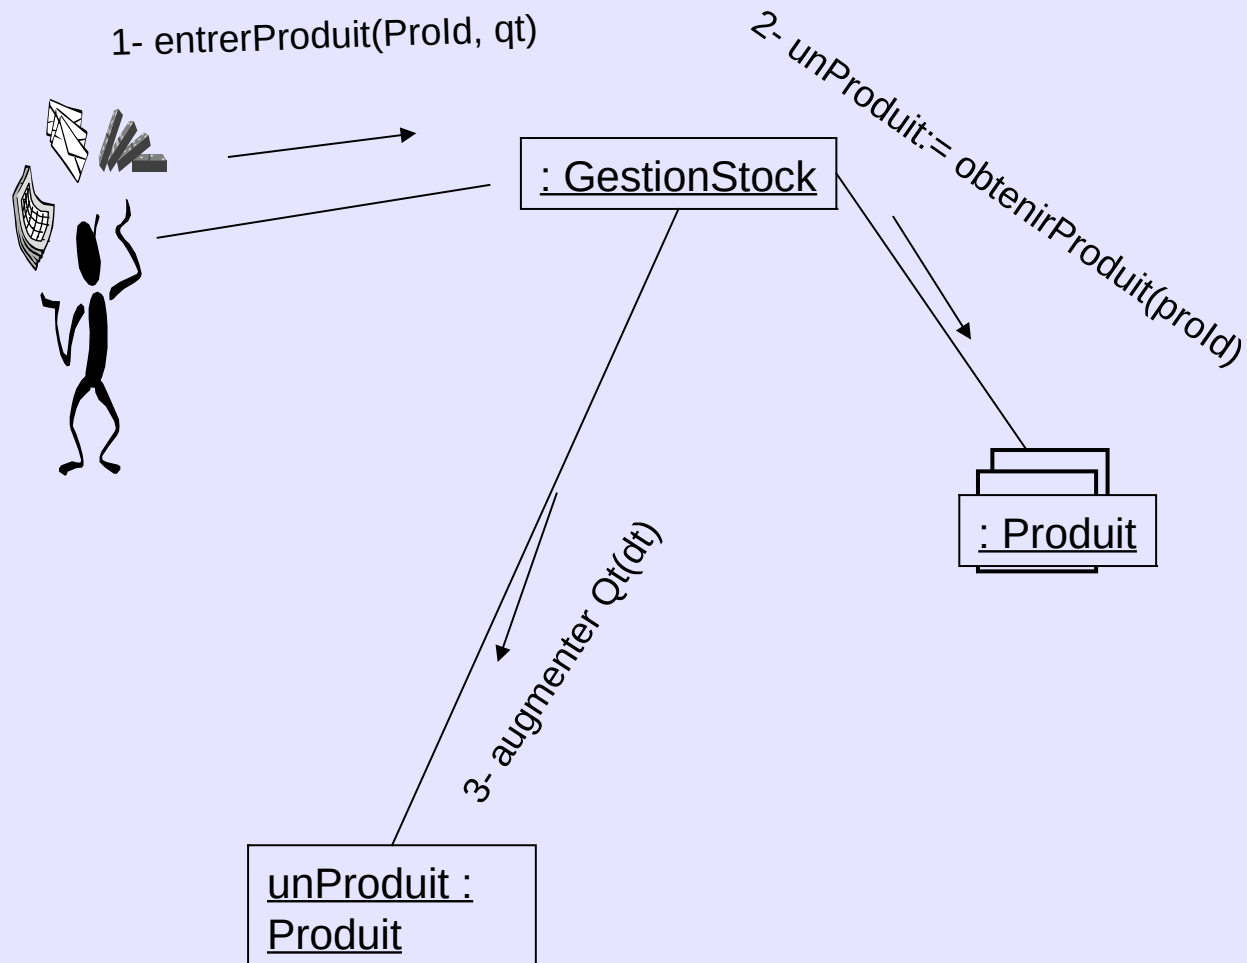 1- entrerProduit(ProId, qt)
2- unProduit:= obtenirProduit(proId)
: GestionStock
: Produit
3- augmenter Qt(dt)
unProduit :
Produit